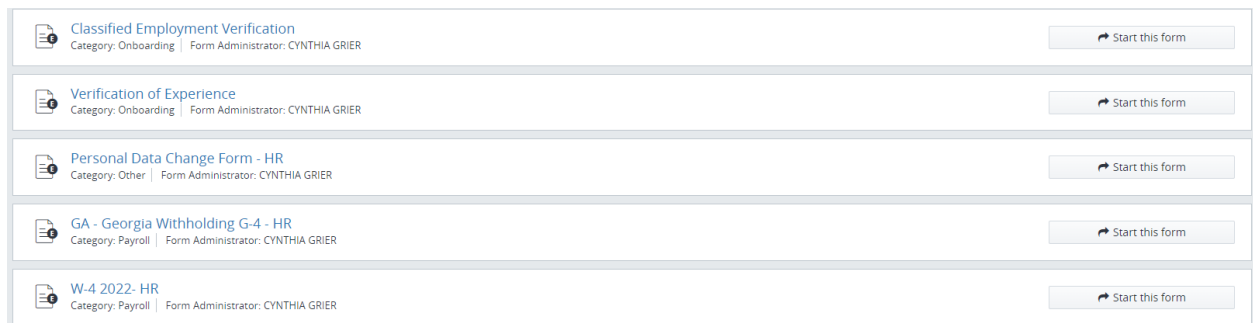 Classified Employment Verification
Category: Onboarding | Form Administrator: CYNTHIA GRIER
Start this form
Verification of Experience
Category: Onboarding | Form Administrator: CYNTHIA GRIER
Start this form
Personal Data Change Form - HR
Category: Other | Form Administrator: CYNTHIA GRIER
Start this form
GA - Georgia Withholding G-4 - HR
Category: Payroll | Form Administrator: CYNTHIA GRIER
Start this form
W-4 2022- HR
Category: Payroll | Form Administrator: CYNTHIA GRIER
Start this form